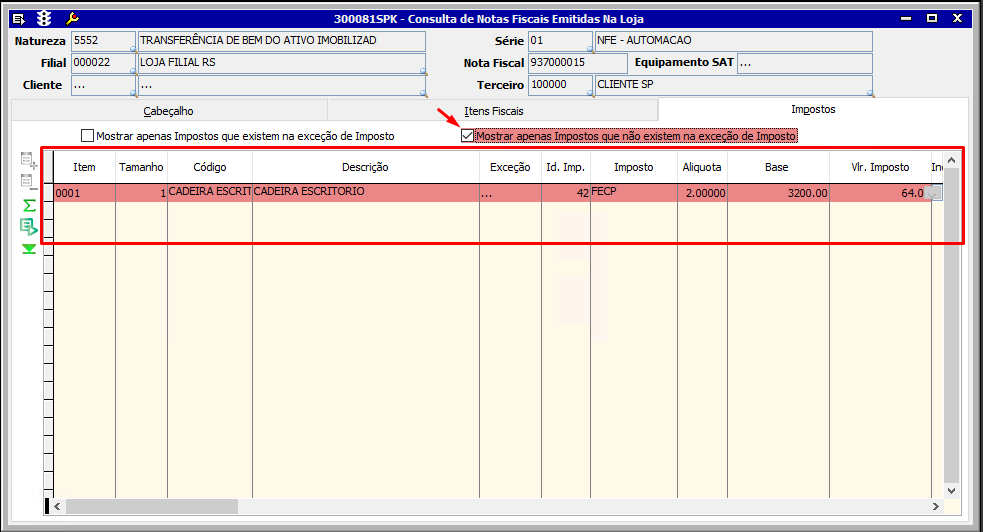 300081SPK - Consulta de Notas Fiscais Emitidas Na Loja
Natureza 5552 TRANSFERÊNCIA DE BEM DO ATIVO IMOBILIZAD Série 01 NFE - AUTOMACAO
Filial 000022 LOJA FILIAL RS Nota Fiscal 937000015 Equipamento SAT ...
Cliente ... ... Terceiro 100000 CLIENTE SP
Cabeçalho Itens Fiscais Impostos
Mostrar apenas Impostos que existem na exceção de Imposto Mostrar apenas Impostos que não existem na exceção de Imposto
Item Tamanho Código Descrição Exceção Id. Imp. Imposto Aliquota Base Vlr. Imposto In
0001 1 CADEIRA ESCRIT CADEIRA ESCRITORIO ... 42 FECP 2.00000 3200.00 64.0